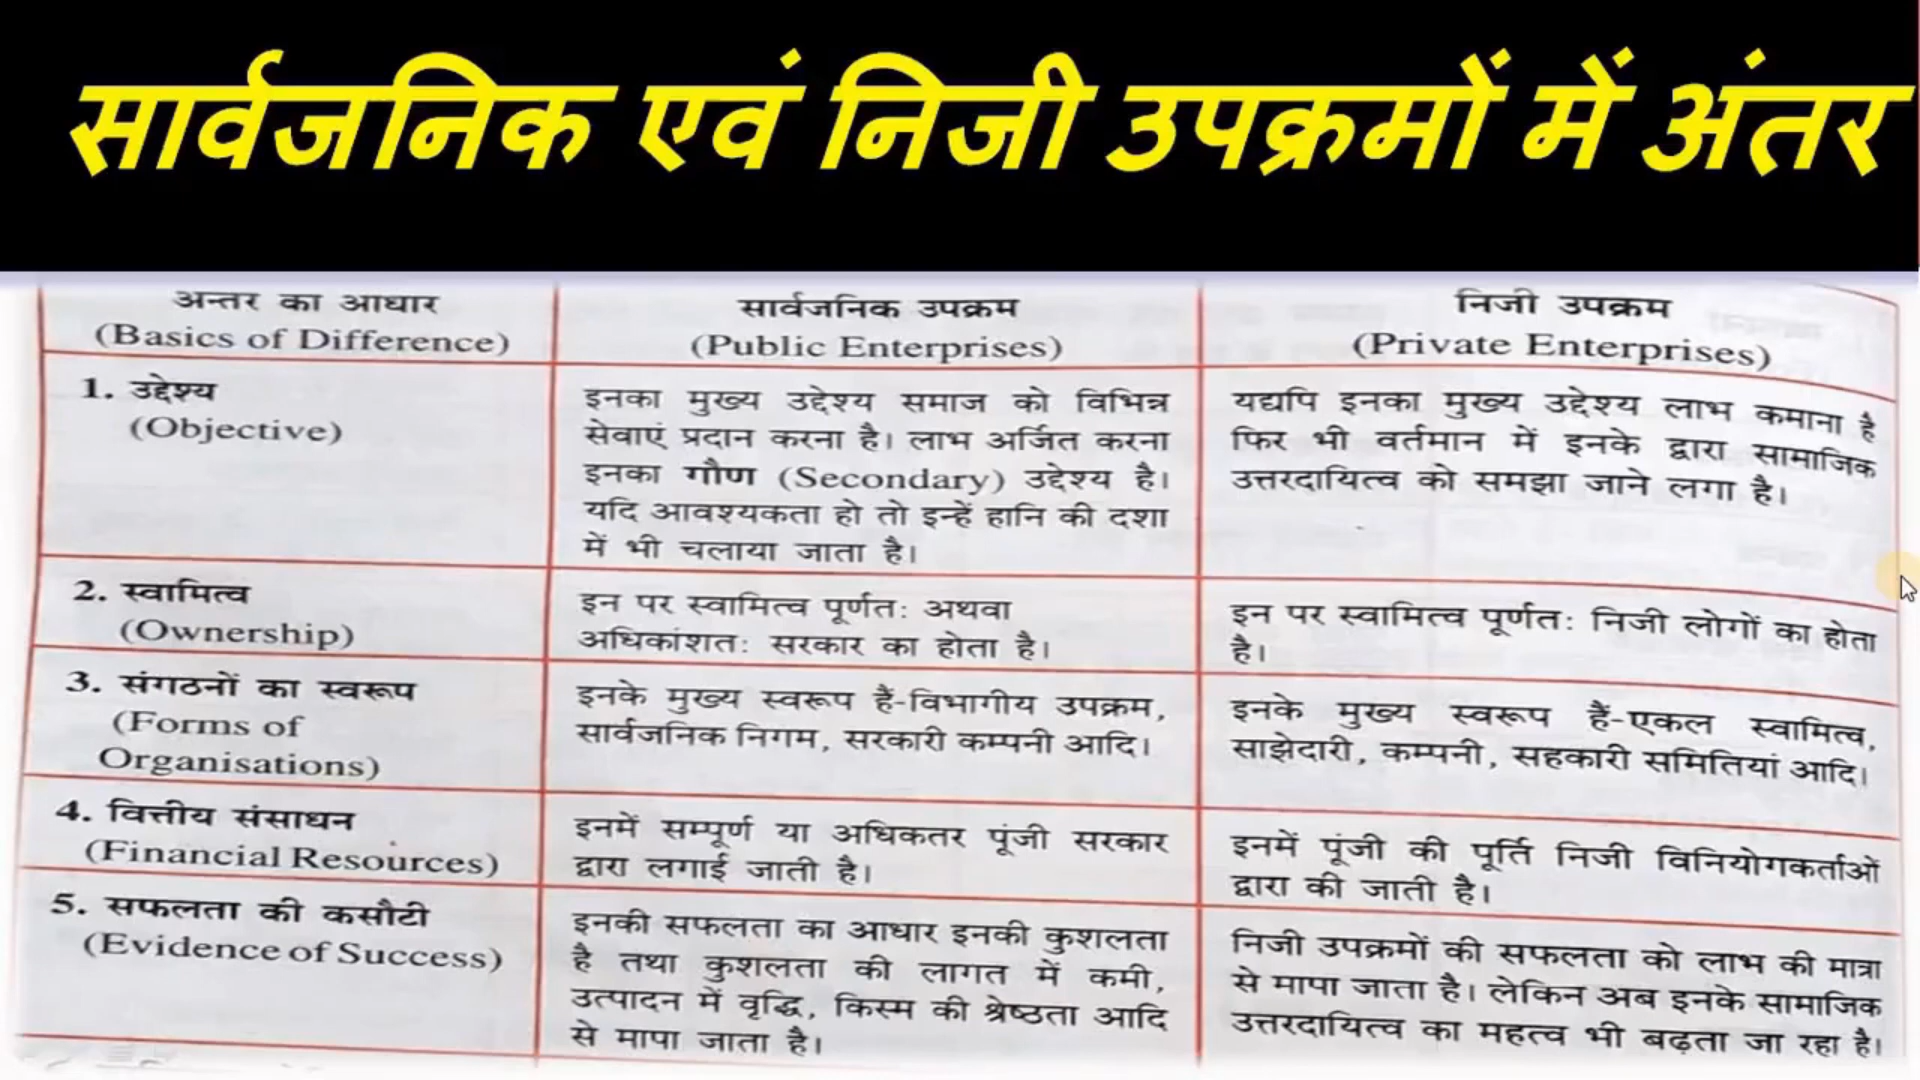 सार्वजनिक एवं निजी उपक्रमों में अंतर
अन्तर का आधार
(Basics of Difference)
सार्वजनिक उपक्रम
(Public Enterprises)
निजी उपक्रम
(Private Enterprises)
1. उद्देश्य
(Objective)
इनका मुख्य उद्देश्य समाज को विभिन्न
सेवाएं प्रदान करना है। लाभ अर्जित करना
इनका गौण (Secondary) उद्देश्य है।
यदि आवश्यकता हो तो इन्हें हानि की दशा
में भी चलाया जाता है।
यद्यपि इनका मुख्य उद्देश्य लाभ कमाना है
फिर भी वर्तमान में इनके द्वारा सामाजिक
उत्तरदायित्व को समझा जाने लगा है।
2. स्वामित्व
(Ownership)
इन पर स्वामित्व पूर्णतः अथवा
अधिकांशतः सरकार का होता है।
इन पर स्वामित्व पूर्णतः निजी लोगों का होता
है।
3. संगठनों का स्वरूप
(Forms of
Organisations)
इनके मुख्य स्वरूप हैं-विभागीय उपक्रम,
सार्वजनिक निगम, सरकारी कम्पनी आदि।
इनके मुख्य स्वरूप हैं-एकल स्वामित्व,
साझेदारी, कम्पनी, सहकारी समितियां आदि।
4. वित्तीय संसाधन
(Financial Resources)
इनमें सम्पूर्ण या अधिकतर पूंजी सरकार
द्वारा लगाई जाती है।
इनमें पूंजी की पूर्ति निजी विनियोगकर्ताओं
द्वारा की जाती है।
5. सफलता की कसौटी
(Evidence of Success)
इनकी सफलता का आधार इनकी कुशलता
है तथा कुशलता की लागत में कमी,
उत्पादन में वृद्धि, किस्म की श्रेष्ठता आदि
से मापा जाता है।
निजी उपक्रमों की सफलता को लाभ की मात्रा
से मापा जाता है। लेकिन अब इनके सामाजिक
उत्तरदायित्व का महत्व भी बढ़ता जा रहा है।